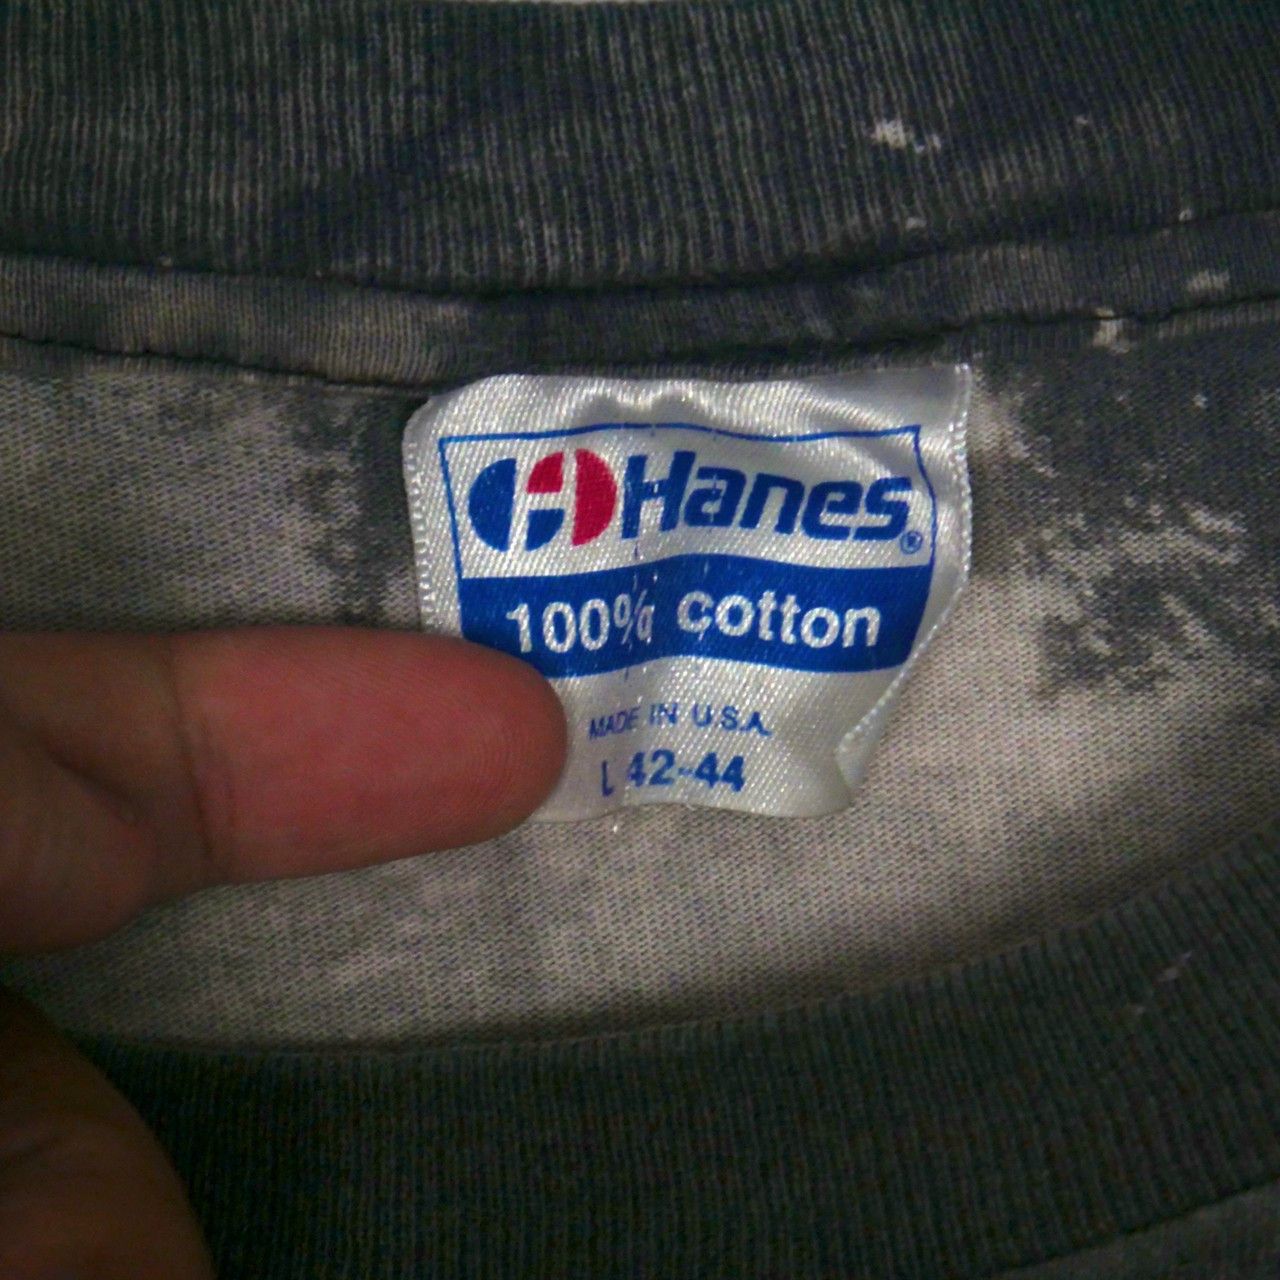 Hanes®
100% cotton
MADE IN U.S.A.
L 42-44